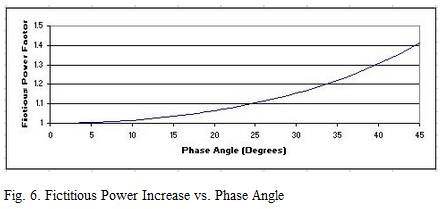 1.5
1.4
1.3
1.2
1.1
1
0 5 10 15 20 25 30 35 40 45
Fictious Power Factor
Phase Angle (Degrees)
Fig. 6. Fictitious Power Increase vs. Phase Angle